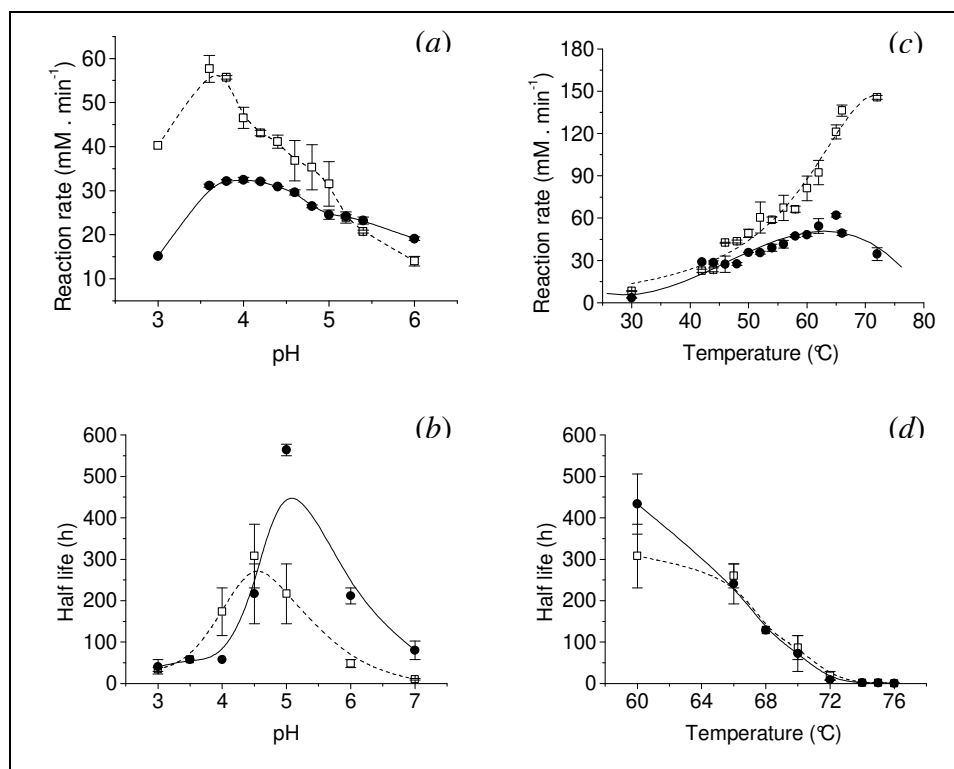 (a)
60
50
40
30
20
10
Reaction rate (mM . min⁻¹)
3 4 5 6
pH
(c)
180
150
120
90
60
30
0
Reaction rate (mM . min⁻¹)
30 40 50 60 70 80
Temperature (°C)
(b)
600
500
400
300
200
100
0
Half life (h)
3 4 5 6 7
pH
(d)
600
500
400
300
200
100
0
Half life (h)
60 64 68 72 76
Temperature (°C)